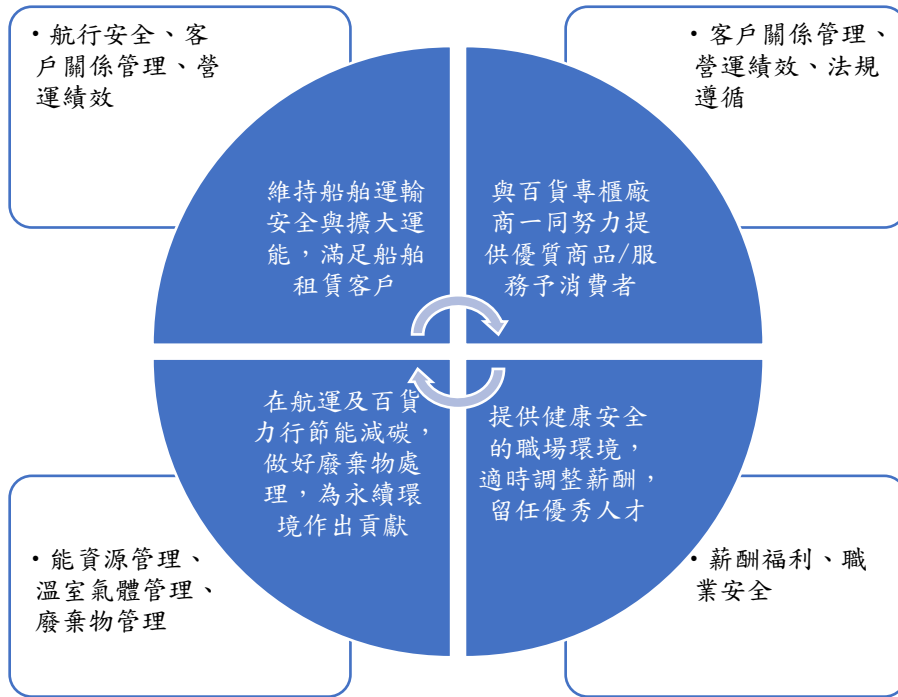 • 航行安全、客
戶關係管理、營
運績效
• 客戶關係管理、
營運績效、法規
遵循
維持船舶運輸
安全與擴大運
能，滿足船舶
租賃客戶
與百貨專櫃廠
商一同努力提
供優質商品/服
務予消費者
在航運及百貨
力行節能減碳，
做好廢棄物處
理，為永續環
境作出貢獻
提供健康安全
的職場環境，
適時調整薪酬，
留任優秀人才
• 能資源管理、
溫室氣體管理、
廢棄物管理
• 薪酬福利、職
業安全